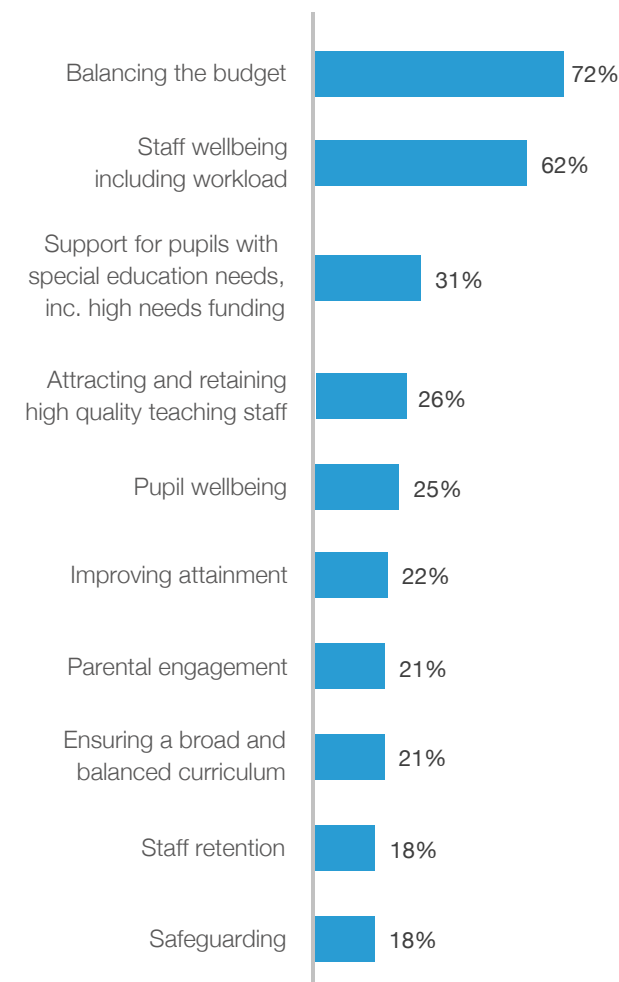 Balancing the budget
72%
Staff wellbeing
including workload
62%
Support for pupils with
special education needs,
inc. high needs funding
31%
Attracting and retaining
high quality teaching staff
26%
Pupil wellbeing
25%
Improving attainment
22%
Parental engagement
21%
Ensuring a broad and
balanced curriculum
21%
Staff retention
18%
Safeguarding
18%